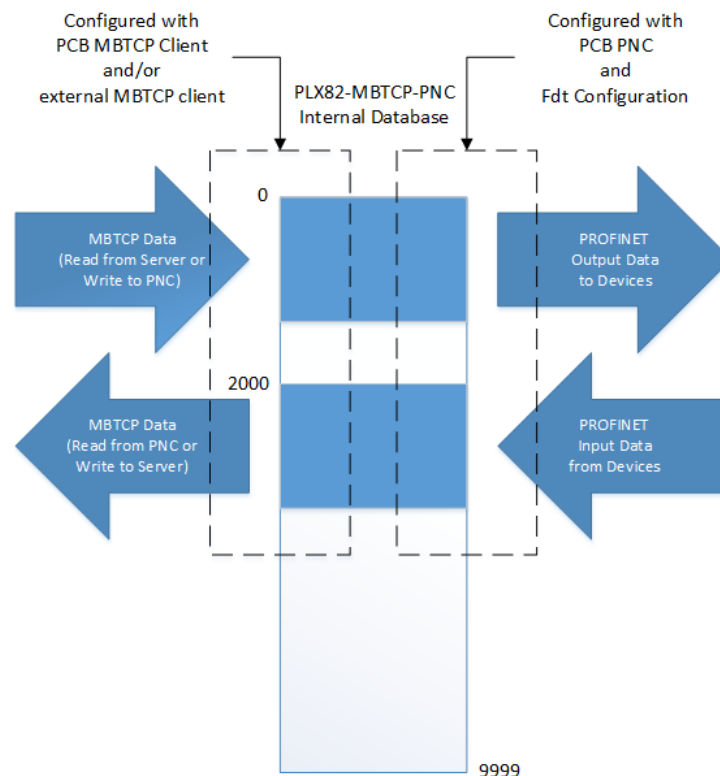 Configured with
PCB MBTCP Client
and/or
external MBTCP client
Configured with
PCB PNC
and
Fdt Configuration
PLX82-MBTCP-PNC
Internal Database
0
MBTCP Data
(Read from Server or
Write to PNC)
PROFINET
Output Data
to Devices
2000
MBTCP Data
(Read from PNC or
Write to Server)
PROFINET
Input Data
from Devices
9999